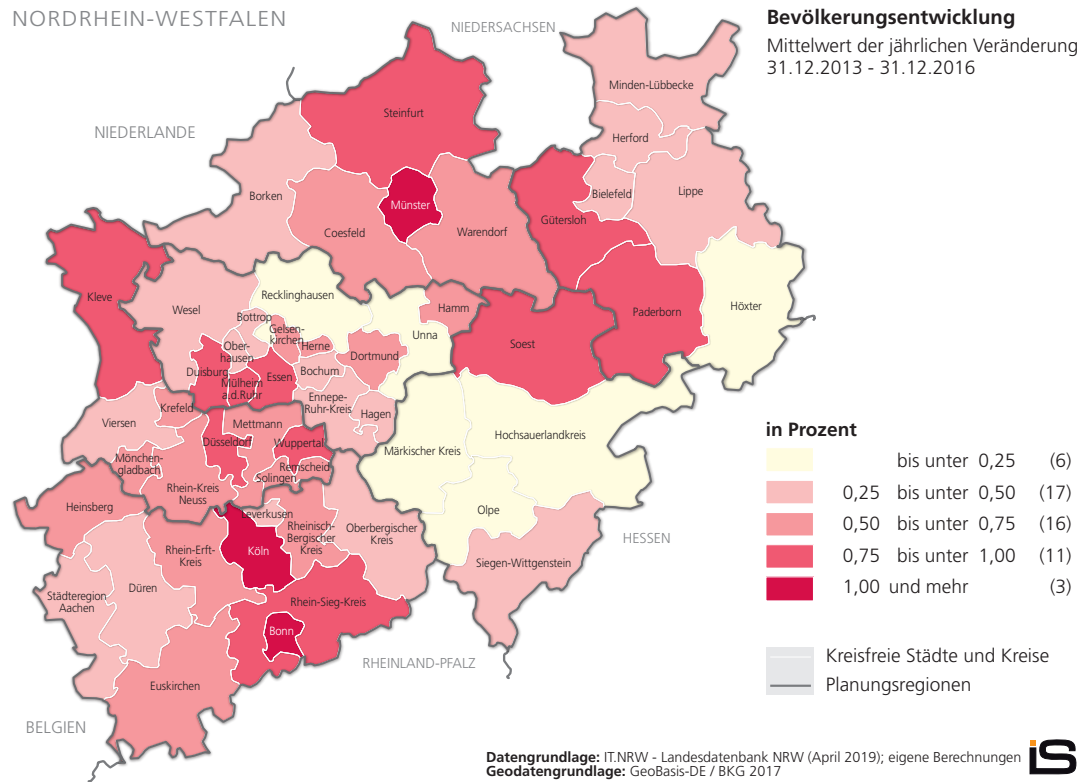 NORDRHEIN-WESTFALEN
NIEDERSACHSEN
Bevölkerungsentwicklung
Mittelwert der jährlichen Veränderung
31.12.2013 - 31.12.2016
Minden-Lübbecke
Steinfurt
NIEDERLANDE
Herford
Borken
Bielefeld
Lippe
Münster
Gütersloh
Coesfeld
Warendorf
Kleve
Recklinghausen
Höxter
Wesel
Hamm
Paderborn
Bottrop
Gelsen-
kirchen
Unna
Soest
Ober-
hausen
Herne
Dortmund
Duisburg
Essen
Bochum
Mülheim
a.d.Ruhr
Ennepe-
Ruhr-Kreis
Krefeld
Hagen
Viersen
Mettmann
Hochsauerlandkreis
Düsseldorf
Wuppertal
Märkischer Kreis
Mönchen-
gladbach
Remscheid
Solingen
Rhein-Kreis
Neuss
Heinsberg
Leverkusen
Olpe
Rheinisch-
Bergischer
Kreis
Oberbergischer
Kreis
HESSEN
Rhein-Erft-
Kreis
Köln
Siegen-Wittgenstein
Düren
Städteregion
Aachen
Rhein-Sieg-Kreis
Bonn
RHEINLAND-PFALZ
Euskirchen
BELGIEN
in Prozent
bis unter 0,25 (6)
0,25 bis unter 0,50 (17)
0,50 bis unter 0,75 (16)
0,75 bis unter 1,00 (11)
1,00 und mehr (3)
Kreisfreie Städte und Kreise
Planungsregionen
Datengrundlage: IT.NRW - Landesdatenbank NRW (April 2019); eigene Berechnungen
Geodatengrundlage: GeoBasis-DE / BKG 2017
iS